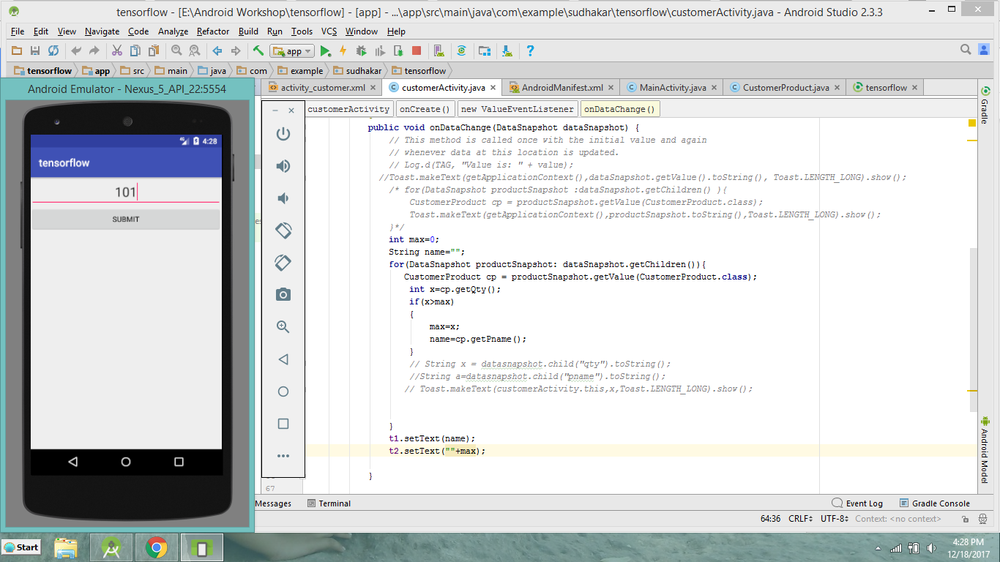 tensorflow - [E:\Android Workshop\tensorflow] - [app] - ...\app\src\main\java\com\example\sudhakar\tensorflow\customerActivity.java - Android Studio 2.3.3
File Edit View Navigate Code Analyze Refactor Build Run Tools VCS Window Help
app
tensorflow app src main java com example sudhakar tensorflow
Android Emulator - Nexus_5_API_22:5554
4:28
tensorflow
101
SUBMIT
activity_customer.xml customerActivity.java AndroidManifest.xml MainActivity.java CustomerProduct.java tensorflow
customerActivity onCreate() new ValueEventListener onDataChange()
public void onDataChange(DataSnapshot dataSnapshot) {
// This method is called once with the initial value and again
// whenever data at this location is updated.
// Log.d(TAG, "Value is: " + value);
//Toast.makeText(getApplicationContext(),dataSnapshot.getValue().toString(), Toast.LENGTH_LONG).show();
/* for(DataSnapshot productSnapshot :dataSnapshot.getChildren() ){
CustomerProduct cp = productSnapshot.getValue(CustomerProduct.class);
Toast.makeText(getApplicationContext(),productSnapshot.toString(),Toast.LENGTH_LONG).show();
}*/
int max=0;
String name="";
for(DataSnapshot productSnapshot: dataSnapshot.getChildren()){
CustomerProduct cp = productSnapshot.getValue(CustomerProduct.class);
int x=cp.getQty();
if(x>max)
{
max=x;
name=cp.getPname();
}
// String x = datasnapshot.child("qty").toString();
//String a=datasnapshot.child("pname").toString();
// Toast.makeText(customerActivity.this,x,Toast.LENGTH_LONG).show();
}
t1.setText(name);
t2.setText(""+max);
}
67
Gradle
Android Model
Messages Terminal Event Log Gradle Console
64:36 CRLF UTF-8 Context: <no context>
Start
4:28 PM
12/18/2017